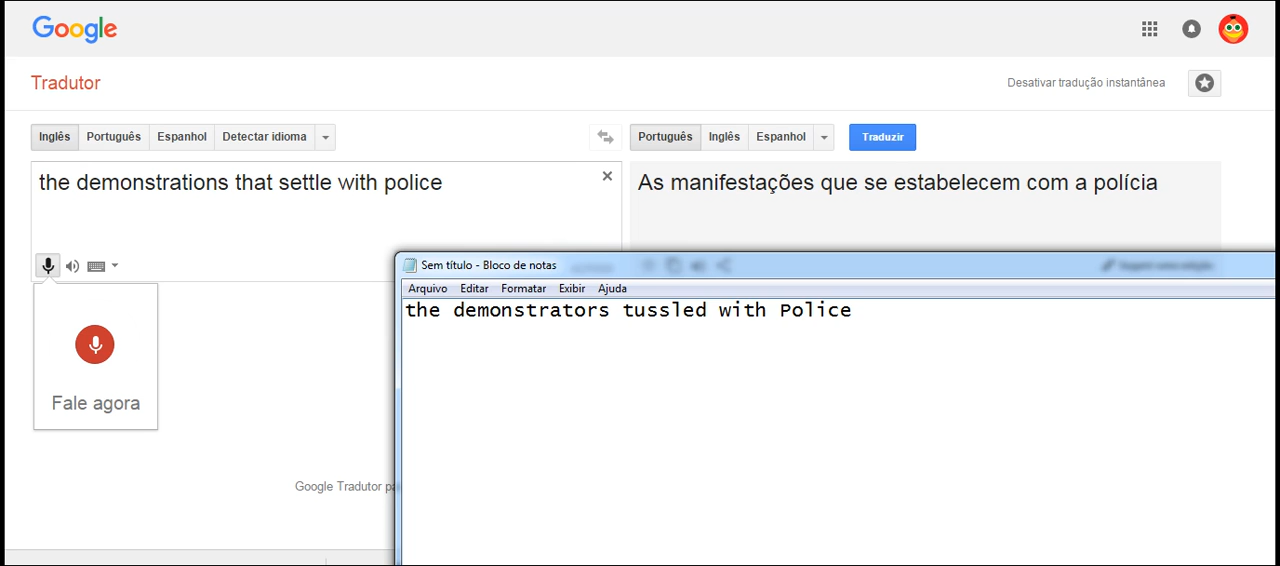 Google
Tradutor
Desativar tradução instantânea
Inglês Português Espanhol Detectar idioma
Português Inglês Espanhol Traduzir
the demonstrations that settle with police
As manifestações que se estabelecem com a polícia
Sem título - Bloco de notas
Arquivo Editar Formatar Exibir Ajuda
the demonstrators tussled with Police
Fale agora
Google Tradutor pa